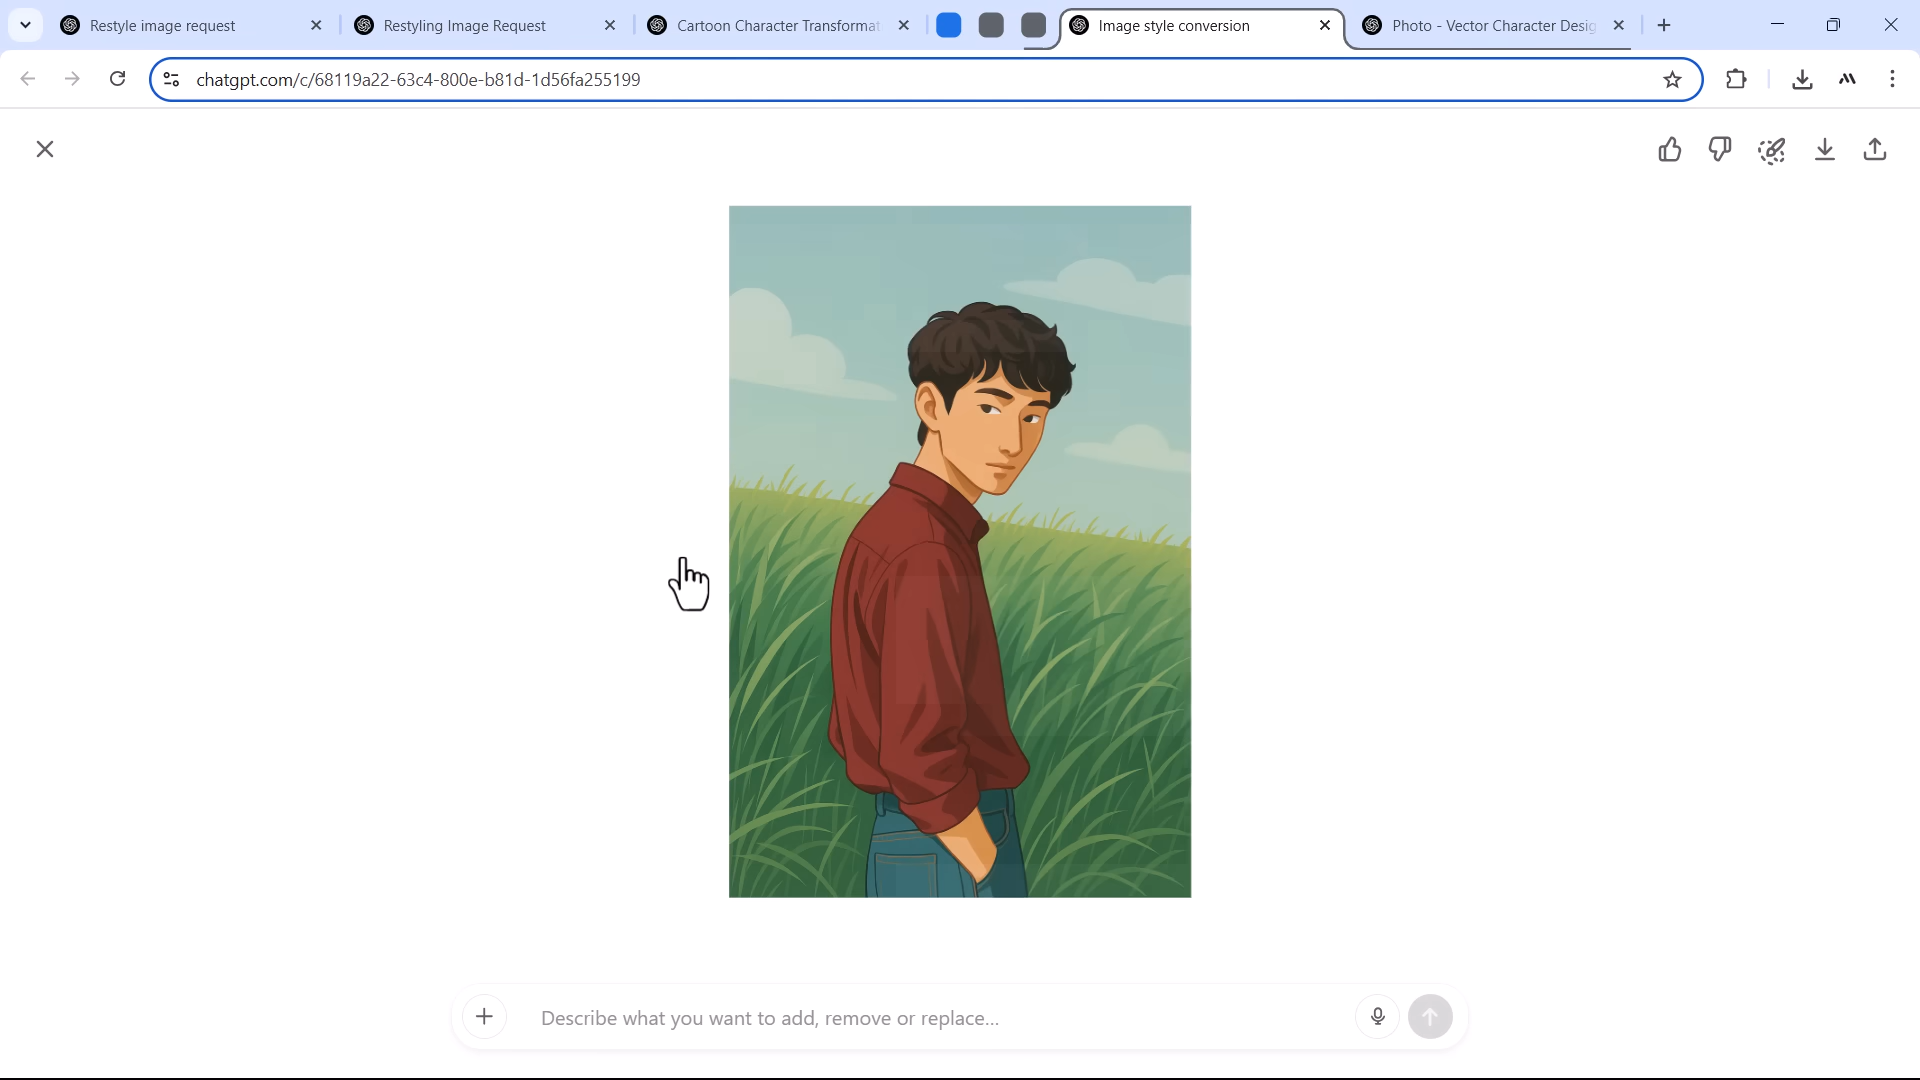 Restyle image request
Restyling Image Request
Cartoon Character Transformat
Image style conversion
Photo - Vector Character Desig
chatgpt.com/c/68119a22-63c4-800e-b81d-1d56fa255199
Describe what you want to add, remove or replace...